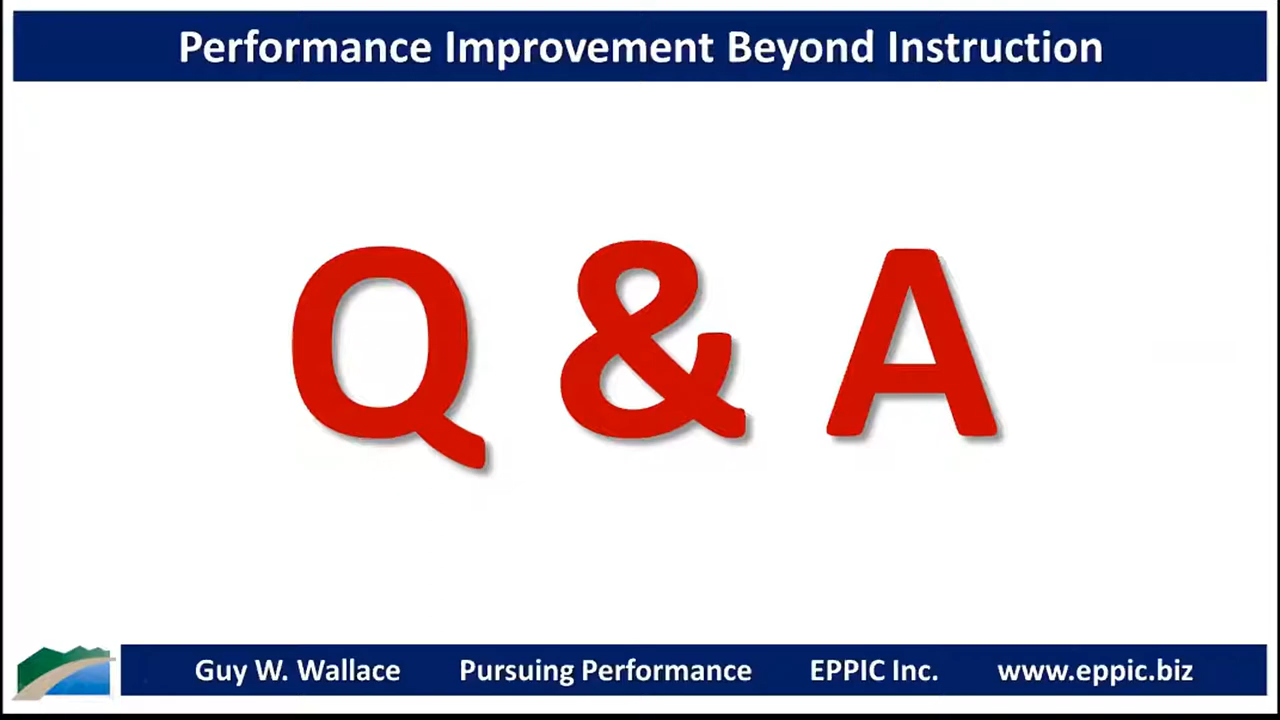 Performance Improvement Beyond Instruction
Q & A
Guy W. Wallace Pursuing Performance EPPIC Inc. www.eppic.biz